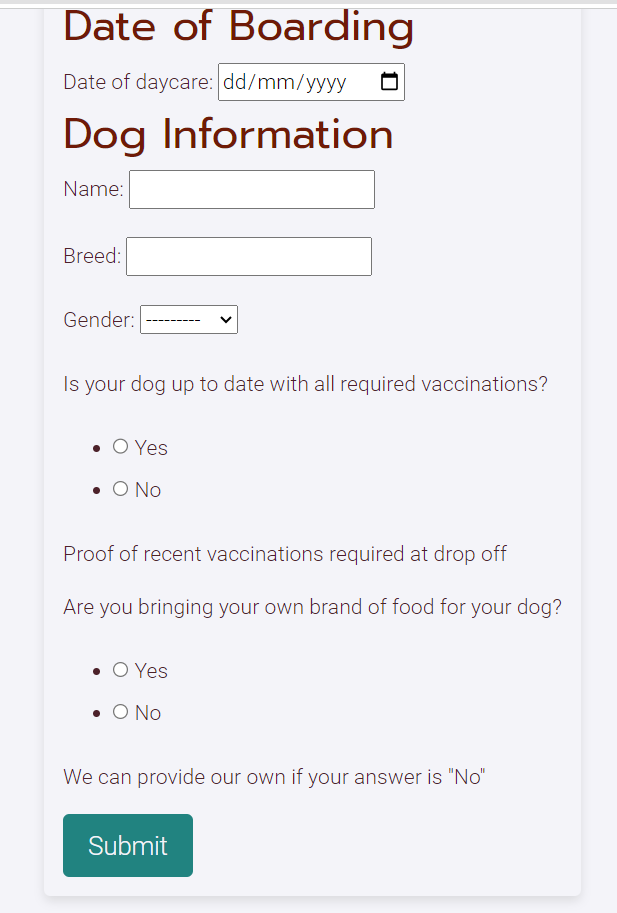 Date of Boarding
Date of daycare: dd/mm/yyyy
Dog Information
Name:
Breed:
Gender: ---------
Is your dog up to date with all required vaccinations?
Yes
No
Proof of recent vaccinations required at drop off
Are you bringing your own brand of food for your dog?
Yes
No
We can provide our own if your answer is "No"
Submit